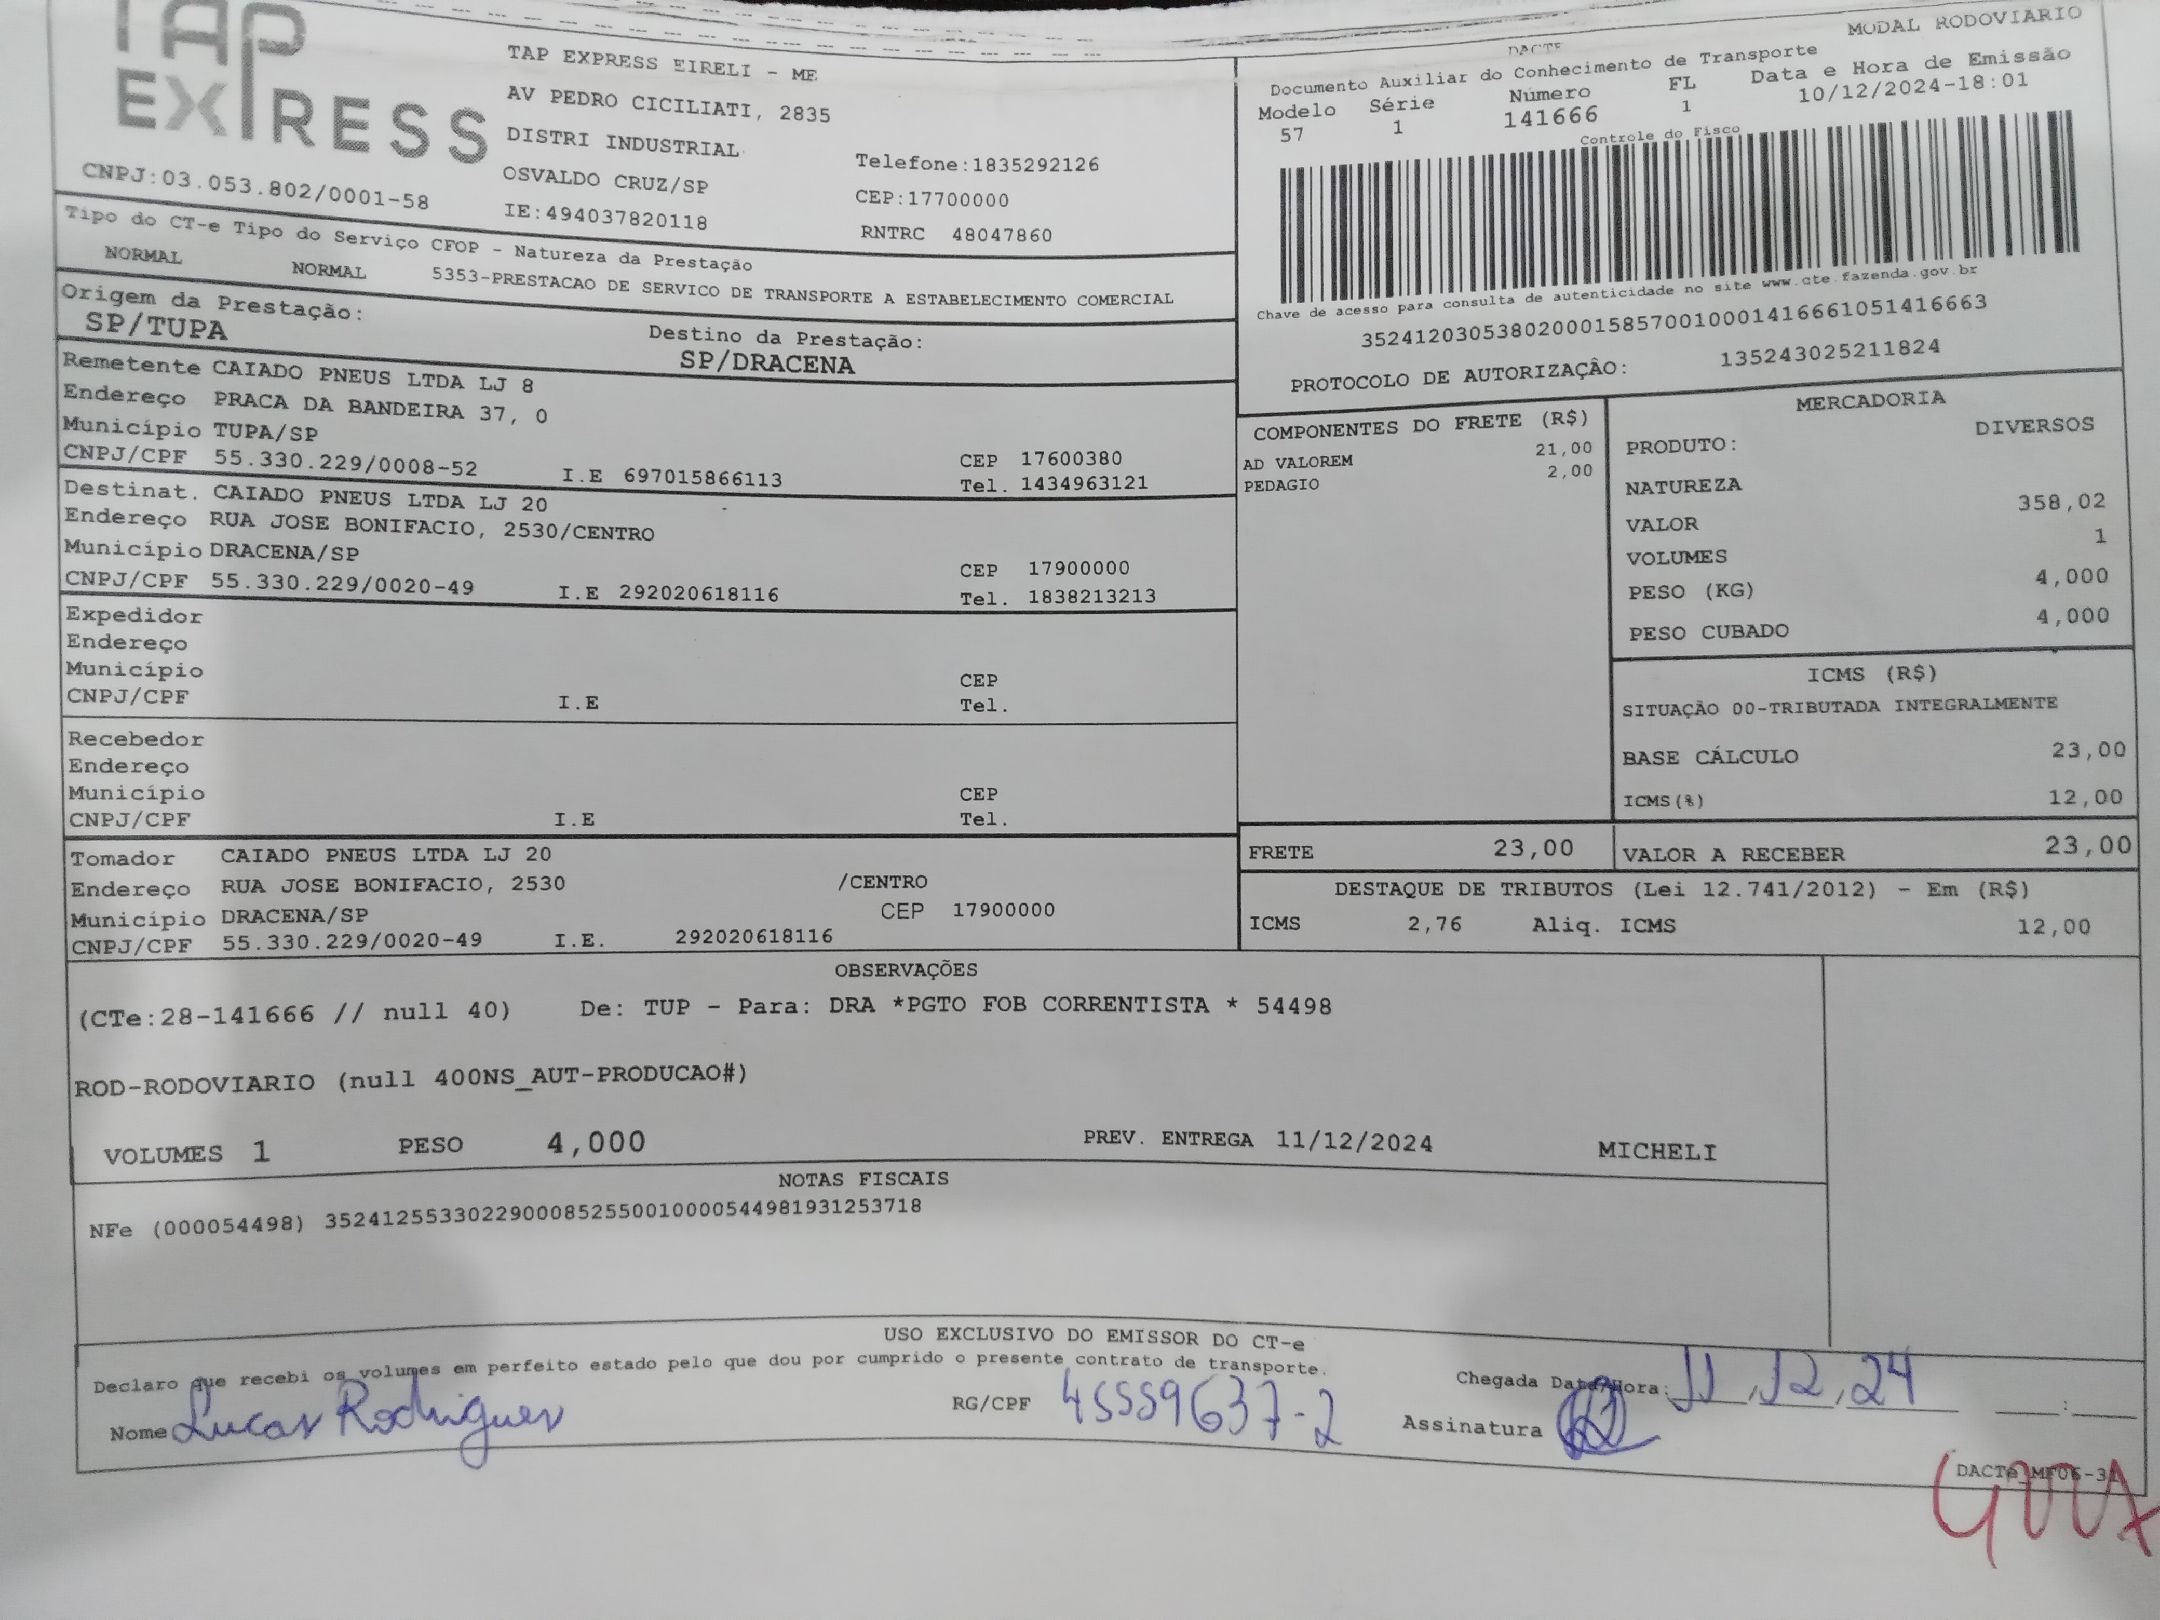 TAP
EXPRESS
CNPJ:03.053.802/0001-58
TAP EXPRESS EIRELI - ME
AV PEDRO CICILIATI, 2835
DISTRI INDUSTRIAL
OSVALDO CRUZ/SP
IE:494037820118
Telefone:1835292126
CEP:17700000
RNTRC 48047860
MODAL RODOVIARIO
DACTE
Documento Auxiliar do Conhecimento de Transporte
Modelo Série Número FL Data e Hora de Emissão
57 1 141666 1 10/12/2024-18:01
Controle do Fisco
Chave de acesso para consulta de autenticidade no site www.cte.fazenda.gov.br
35241203053802000158570010001416661051416663
PROTOCOLO DE AUTORIZAÇÃO: 135243025211824
Tipo do CT-e Tipo do Serviço CFOP - Natureza da Prestação
NORMAL NORMAL 5353-PRESTACAO DE SERVICO DE TRANSPORTE A ESTABELECIMENTO COMERCIAL
Origem da Prestação: Destino da Prestação:
SP/TUPA SP/DRACENA
Remetente CAIADO PNEUS LTDA LJ 8
Endereço PRACA DA BANDEIRA 37, 0
Município TUPA/SP CEP 17600380
CNPJ/CPF 55.330.229/0008-52 I.E 697015866113 Tel. 1434963121
Destinat. CAIADO PNEUS LTDA LJ 20
Endereço RUA JOSE BONIFACIO, 2530/CENTRO
Município DRACENA/SP CEP 17900000
CNPJ/CPF 55.330.229/0020-49 I.E 292020618116 Tel. 1838213213
Expedidor
Endereço
Município CEP
CNPJ/CPF I.E Tel.
Recebedor
Endereço
Município CEP
CNPJ/CPF I.E Tel.
Tomador CAIADO PNEUS LTDA LJ 20
Endereço RUA JOSE BONIFACIO, 2530 /CENTRO
Município DRACENA/SP CEP 17900000
CNPJ/CPF 55.330.229/0020-49 I.E. 292020618116
COMPONENTES DO FRETE (R$)
AD VALOREM 21,00
PEDAGIO 2,00
MERCADORIA
PRODUTO: DIVERSOS
NATUREZA
VALOR 358,02
VOLUMES 1
PESO (KG) 4,000
PESO CUBADO 4,000
ICMS (R$)
SITUAÇÃO 00-TRIBUTADA INTEGRALMENTE
BASE CÁLCULO 23,00
ICMS(%) 12,00
FRETE 23,00 VALOR A RECEBER 23,00
DESTAQUE DE TRIBUTOS (Lei 12.741/2012) - Em (R$)
ICMS 2,76 Aliq. ICMS 12,00
OBSERVAÇÕES
(CTe:28-141666 // null 40) De: TUP - Para: DRA *PGTO FOB CORRENTISTA * 54498
ROD-RODOVIARIO (null 400NS_AUT-PRODUCAO#)
VOLUMES 1 PESO 4,000 PREV. ENTREGA 11/12/2024 MICHELI
NOTAS FISCAIS
NFe (000054498) 35241255330229000852550010000544981931253718
USO EXCLUSIVO DO EMISSOR DO CT-e
Declaro que recebi os volumes em perfeito estado pelo que dou por cumprido o presente contrato de transporte.
Chegada Data/Hora: 11,12,24 :
Nome Lucas Rodrigues RG/CPF 45559637-2 Assinatura
DACTe_MF06-31